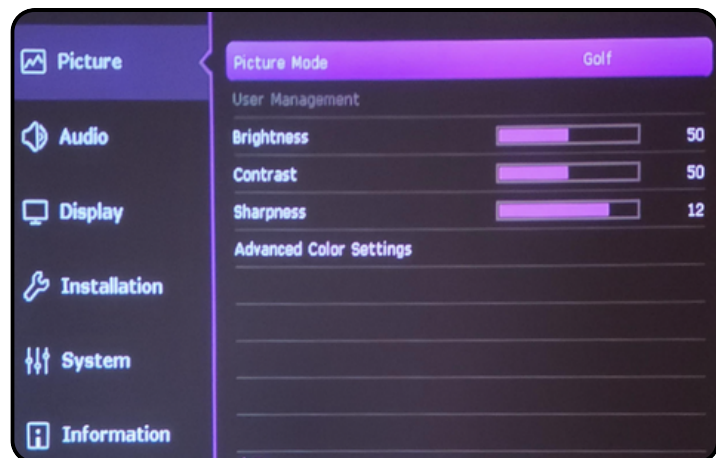 Picture
Audio
Display
Installation
System
Information
Picture Mode Golf
User Management
Brightness 50
Contrast 50
Sharpness 12
Advanced Color Settings